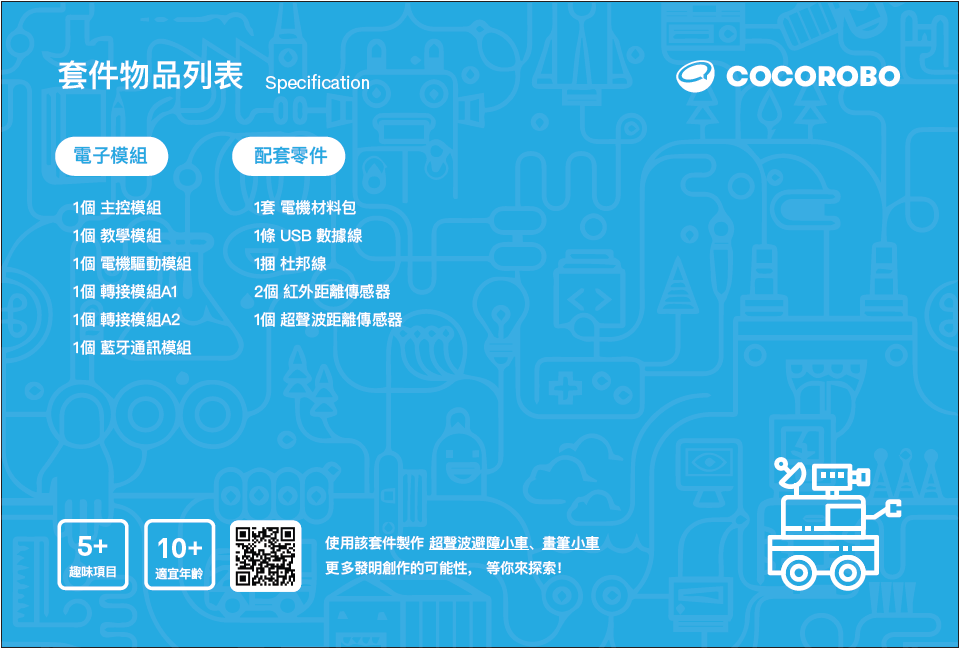 套件物品列表 Specification
COCOROBO
電子模組
1個 主控模組
1個 教學模組
1個 電機驅動模組
1個 轉接模組A1
1個 轉接模組A2
1個 藍牙通訊模組
配套零件
1套 電機材料包
1條 USB 數據線
1捆 杜邦線
2個 紅外距離傳感器
1個 超聲波距離傳感器
5+
趣味項目
10+
適宜年齡
使用該套件製作 超聲波避障小車、畫筆小車
更多發明創作的可能性， 等你來探索！